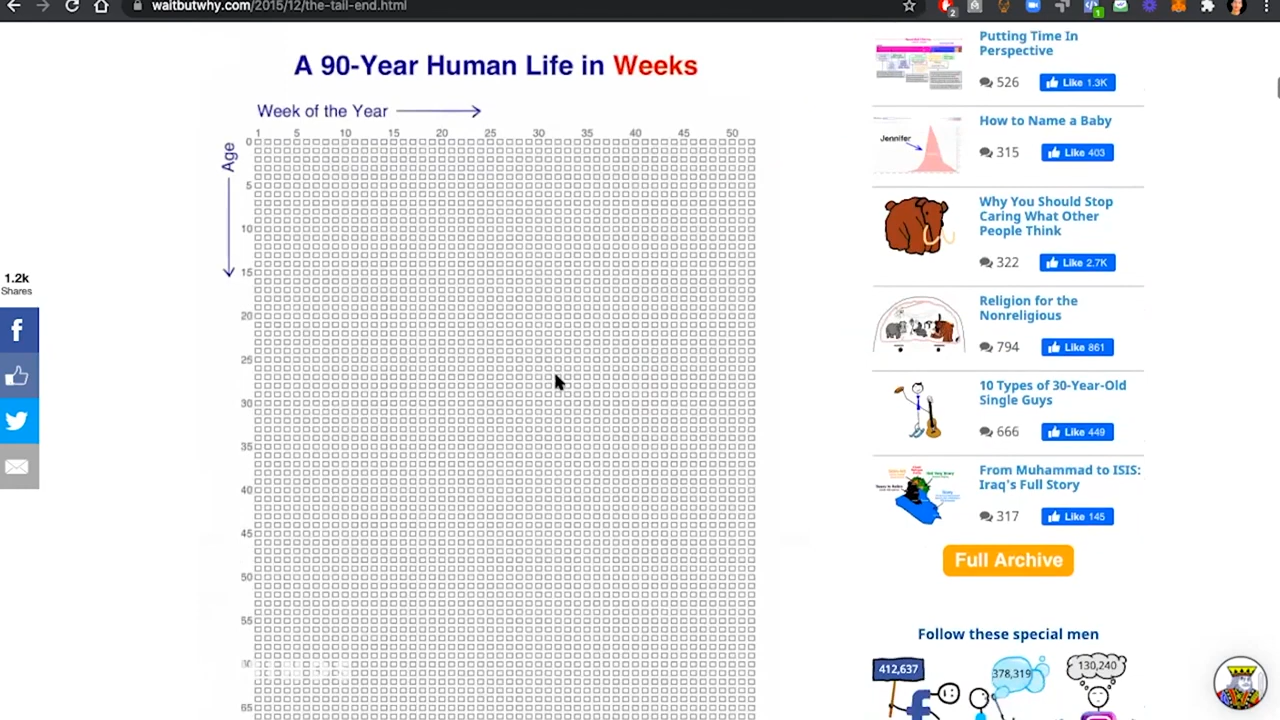 waitbutwhy.com/2015/12/the-tail-end.html
2
1
A 90-Year Human Life in Weeks
Week of the Year
1 5 10 15 20 25 30 35 40 45 50
Age
0
5
10
15
20
25
30
35
40
45
50
55
60
65
1.2k
Shares
Putting Time In
Perspective
526
Like 1.3K
Jennifer
How to Name a Baby
315
Like 403
Why You Should Stop
Caring What Other
People Think
322
Like 2.7K
Religion for the
Nonreligious
794
Like 861
10 Types of 30-Year-Old
Single Guys
666
Like 449
From Muhammad to ISIS:
Iraq's Full Story
317
Like 145
Full Archive
Follow these special men
412,637
378,319
130,240